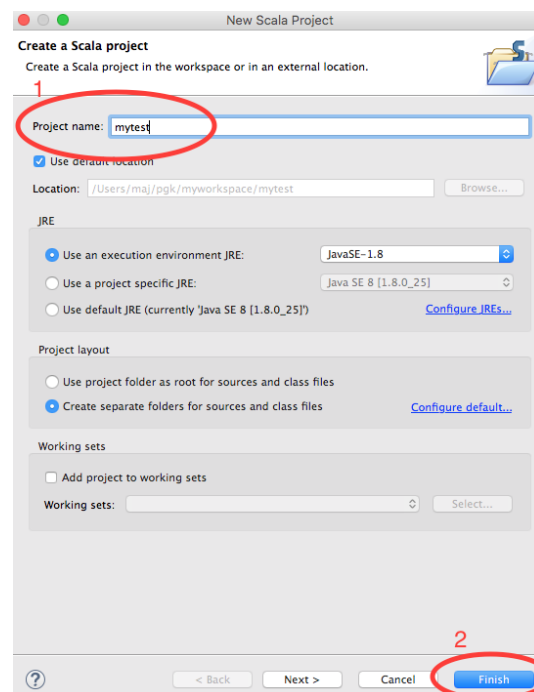 New Scala Project
Create a Scala project
Create a Scala project in the workspace or in an external location.
1
Project name: mytest
Use default location
Location: /Users/maj/pgk/myworkspace/mytest Browse...
JRE
Use an execution environment JRE: JavaSE-1.8
Use a project specific JRE: Java SE 8 [1.8.0_25]
Use default JRE (currently 'Java SE 8 [1.8.0_25]') Configure JREs...
Project layout
Use project folder as root for sources and class files
Create separate folders for sources and class files Configure default...
Working sets
Add project to working sets
Working sets: Select...
2
? < Back Next > Cancel Finish